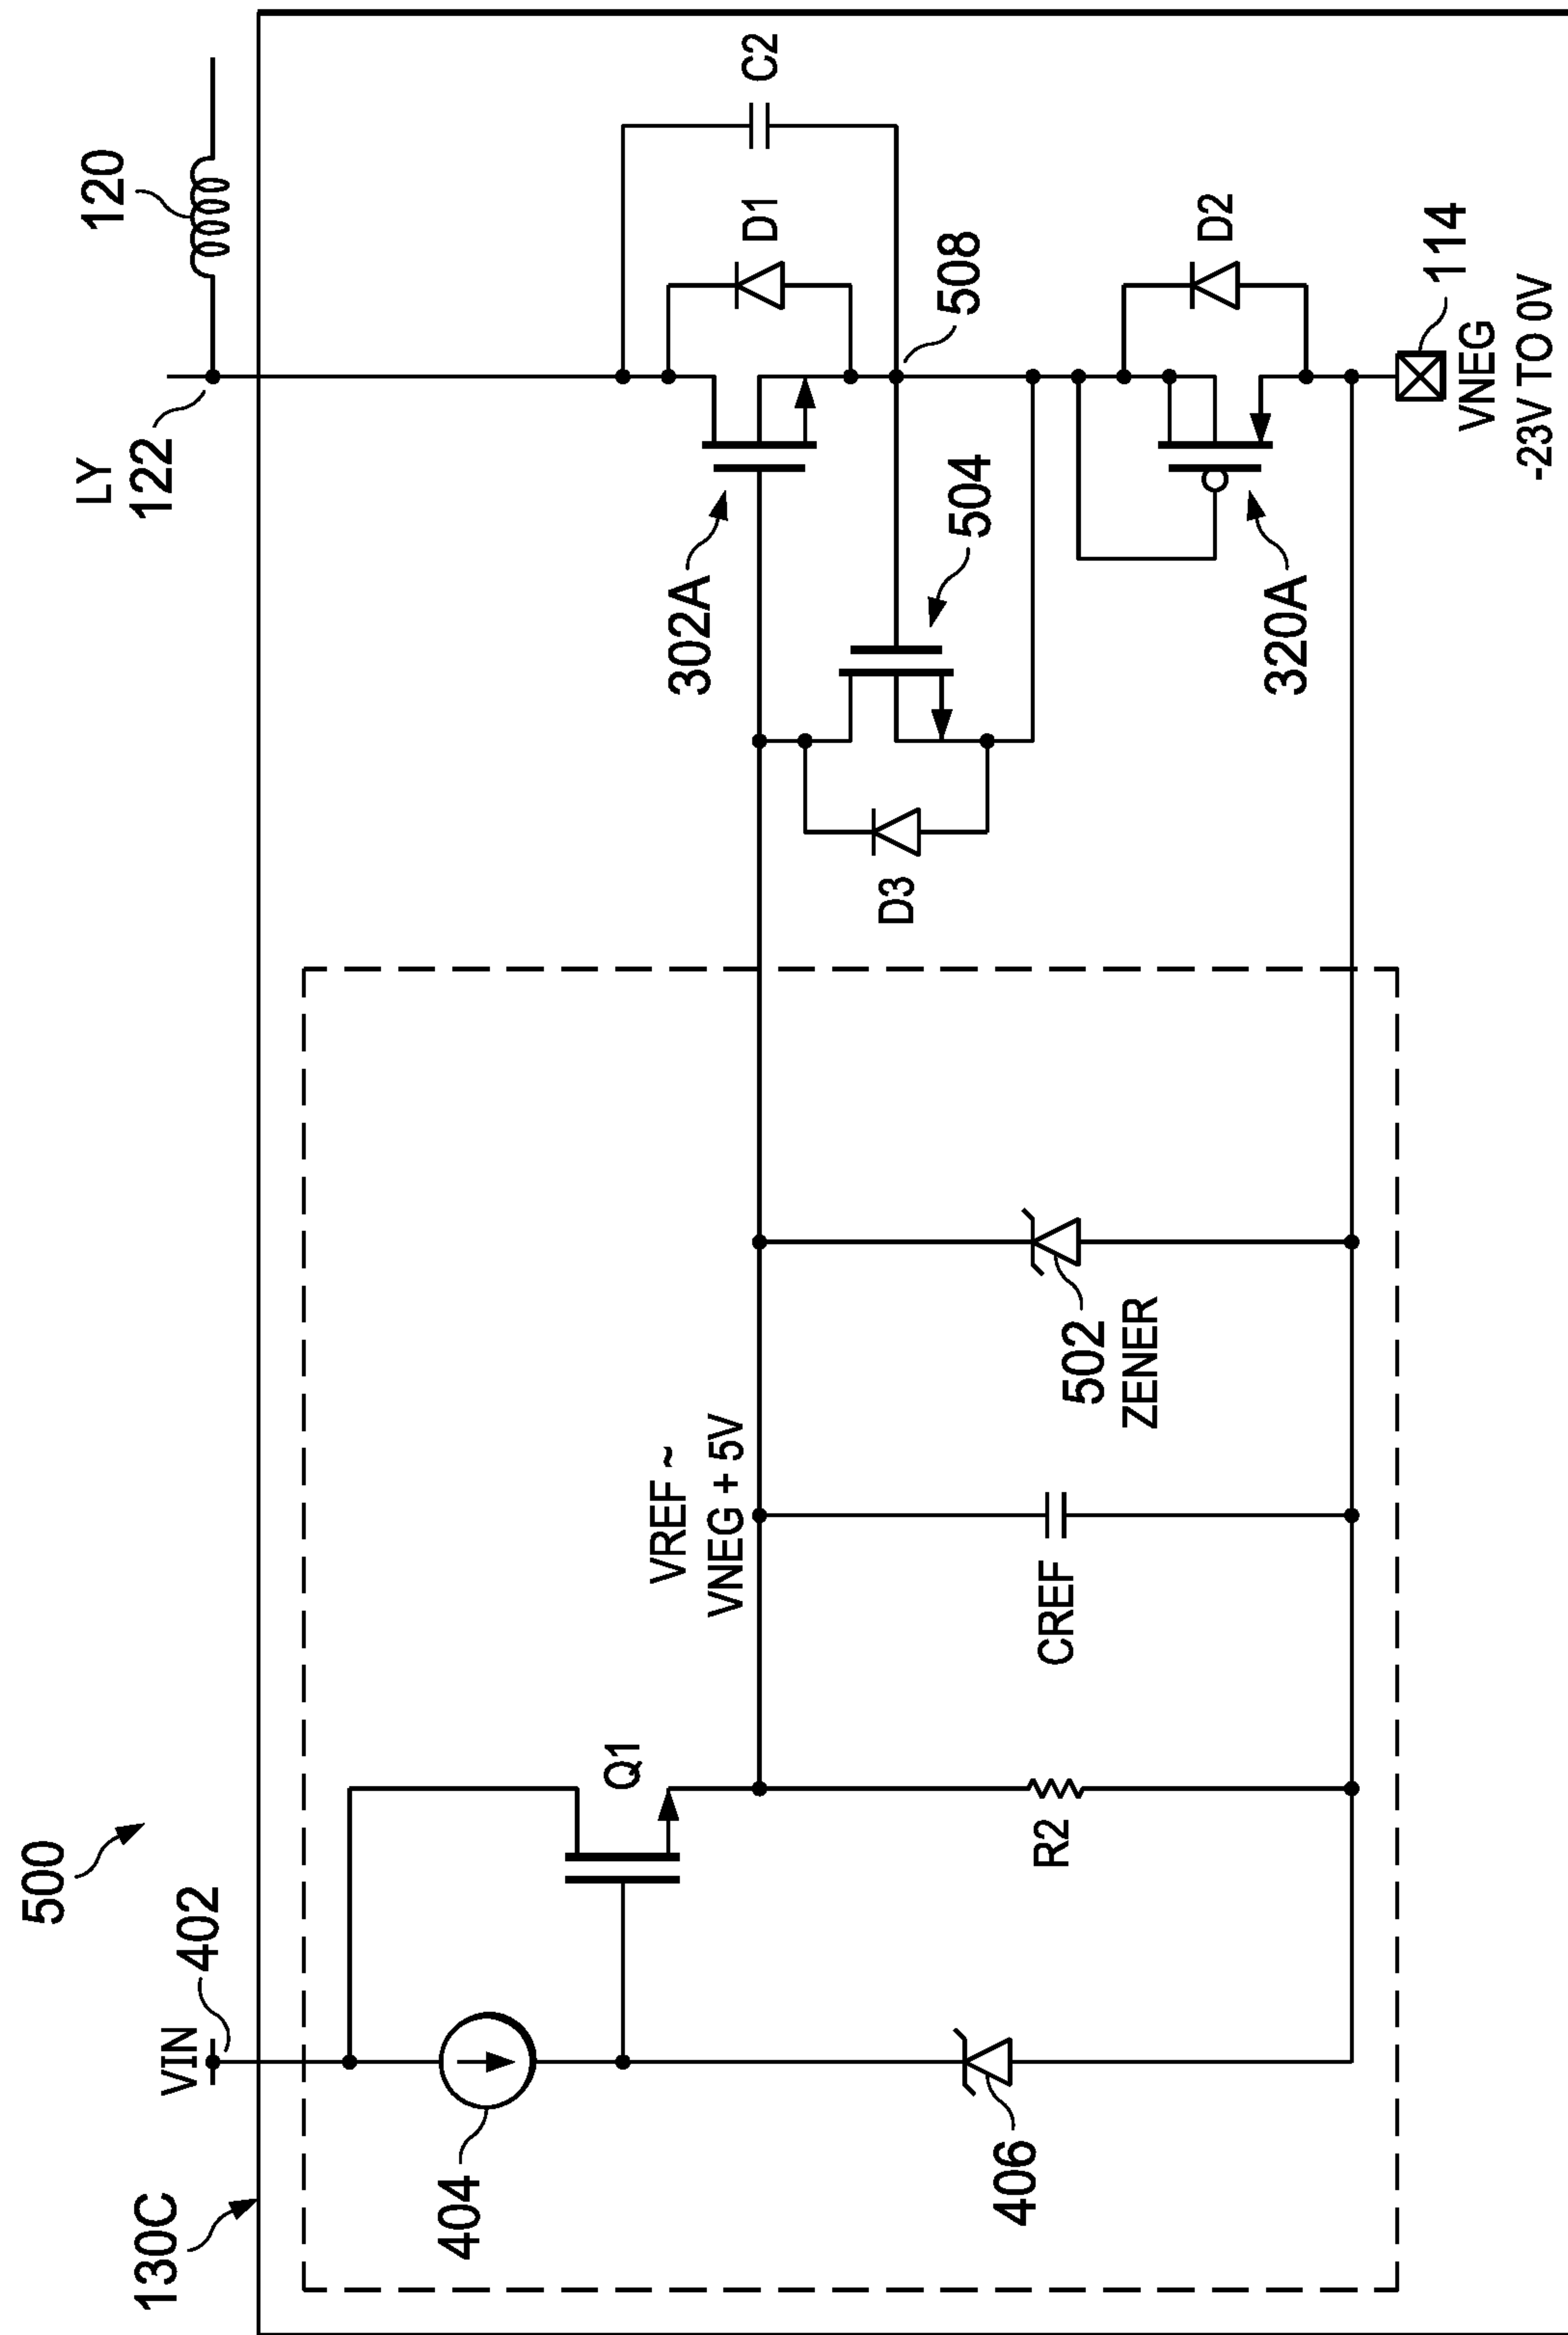 500
130C
VIN
402
LY
122
120
404
Q1
406
R2
VREF ~
VNEG + 5V
CREF
502
ZENER
D3
302A
504
508
D1
C2
320A
D2
114
VNEG
-23V TO 0V